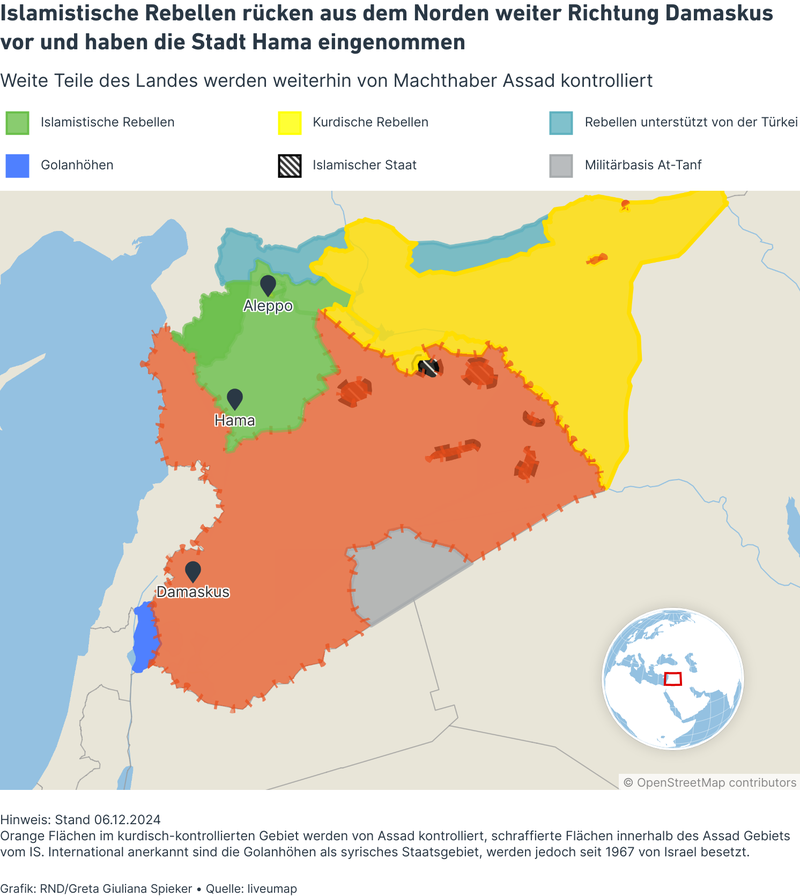 Islamistische Rebellen rücken aus dem Norden weiter Richtung Damaskus
vor und haben die Stadt Hama eingenommen
Weite Teile des Landes werden weiterhin von Machthaber Assad kontrolliert
Islamistische Rebellen
Kurdische Rebellen
Rebellen unterstützt von der Türkei
Golanhöhen
Islamischer Staat
Militärbasis At-Tanf
Aleppo
Hama
Damaskus
© OpenStreetMap contributors
Hinweis: Stand 06.12.2024
Orange Flächen im kurdisch-kontrollierten Gebiet werden von Assad kontrolliert, schraffierte Flächen innerhalb des Assad Gebiets
vom IS. International anerkannt sind die Golanhöhen als syrisches Staatsgebiet, werden jedoch seit 1967 von Israel besetzt.
Grafik: RND/Greta Giuliana Spieker • Quelle: liveumap